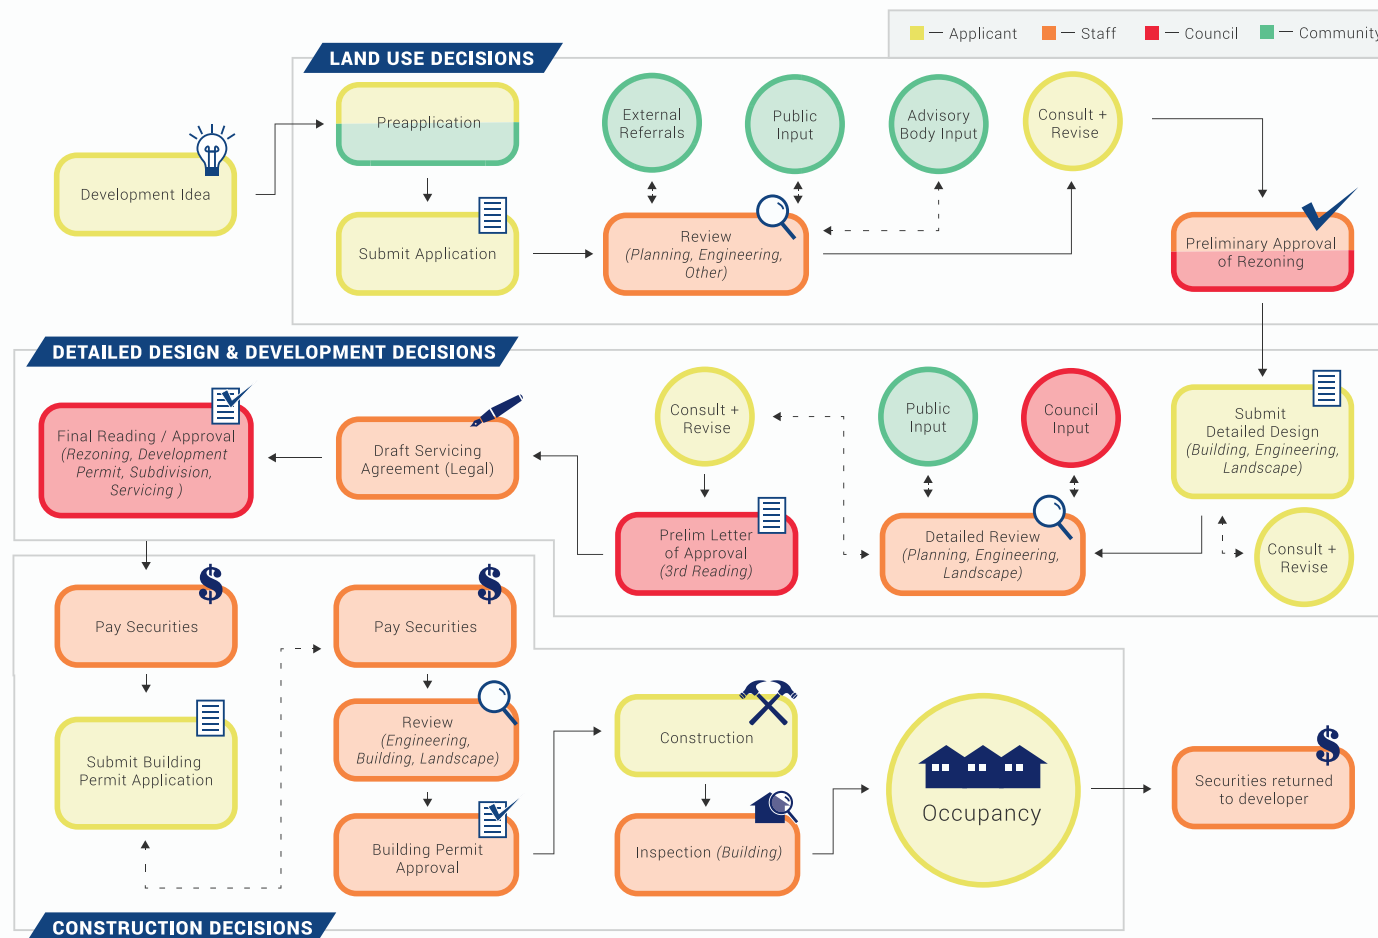 — Applicant — Staff — Council — Community
LAND USE DECISIONS
Development Idea
Preapplication
Submit Application
External
Referrals
Public
Input
Advisory
Body Input
Consult +
Revise
Review
(Planning, Engineering,
Other)
Preliminary Approval
of Rezoning
DETAILED DESIGN & DEVELOPMENT DECISIONS
Submit
Detailed Design
(Building, Engineering,
Landscape)
Consult +
Revise
Public
Input
Council
Input
Detailed Review
(Planning, Engineering,
Landscape)
Consult +
Revise
Prelim Letter
of Approval
(3rd Reading)
Draft Servicing
Agreement (Legal)
Final Reading / Approval
(Rezoning, Development
Permit, Subdivision,
Servicing )
$
Pay Securities
Submit Building
Permit Application
$
Pay Securities
Review
(Engineering,
Building, Landscape)
Building Permit
Approval
Construction
Inspection (Building)
Occupancy
$
Securities returned
to developer
CONSTRUCTION DECISIONS